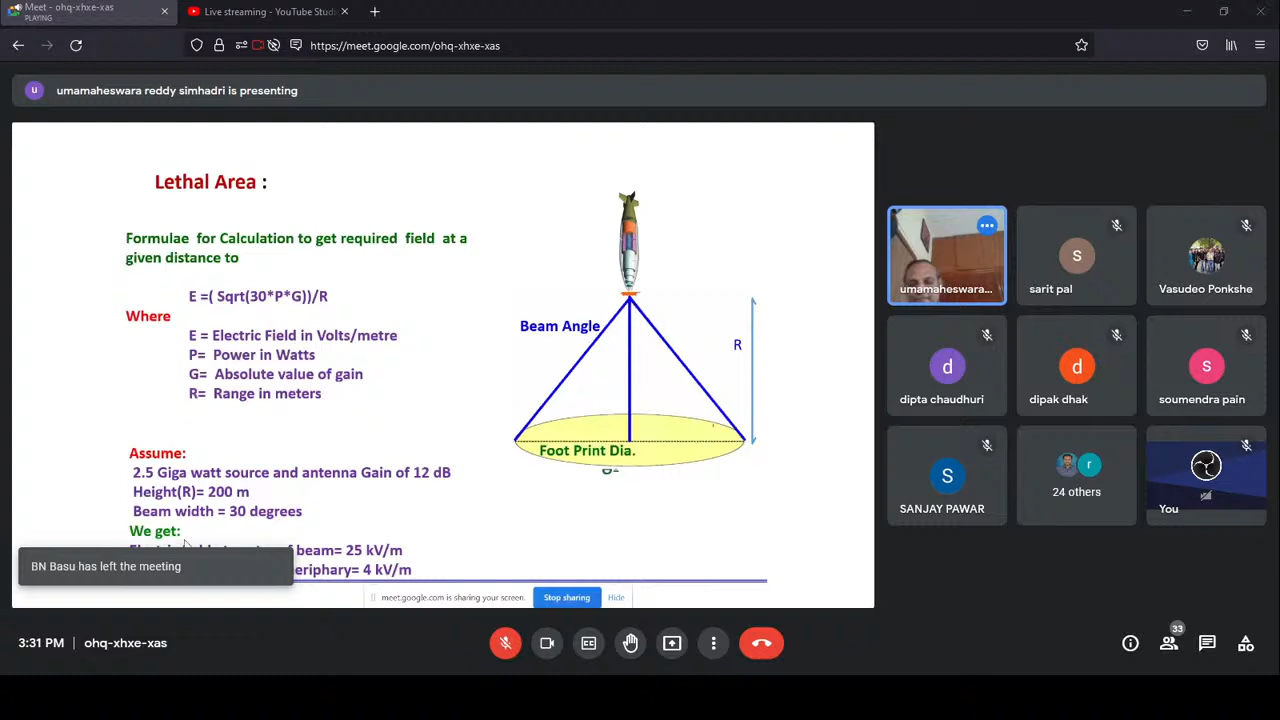 Meet - ohq-xhxe-xas
PLAYING
Live streaming - YouTube Stud
https://meet.google.com/ohq-xhxe-xas
u
umamaheswara reddy simhadri is presenting
Lethal Area :
Formulae for Calculation to get required field at a
given distance to
E =( Sqrt(30*P*G))/R
Where
E = Electric Field in Volts/metre
P= Power in Watts
G= Absolute value of gain
R= Range in meters
Assume:
2.5 Giga watt source and antenna Gain of 12 dB
Height(R)= 200 m
Beam width = 30 degrees
We get:
of beam= 25 kV/m
eriphary= 4 kV/m
BN Basu has left the meeting
Beam Angle
R
Foot Print Dia.
meet.google.com is sharing your screen.
Stop sharing
Hide
umamaheswara...
s
sarit pal
Vasudeo Ponkshe
d
dipta chaudhuri
d
dipak dhak
s
soumendra pain
S
SANJAY PAWAR
r
24 others
You
3:31 PM | ohq-xhxe-xas
33